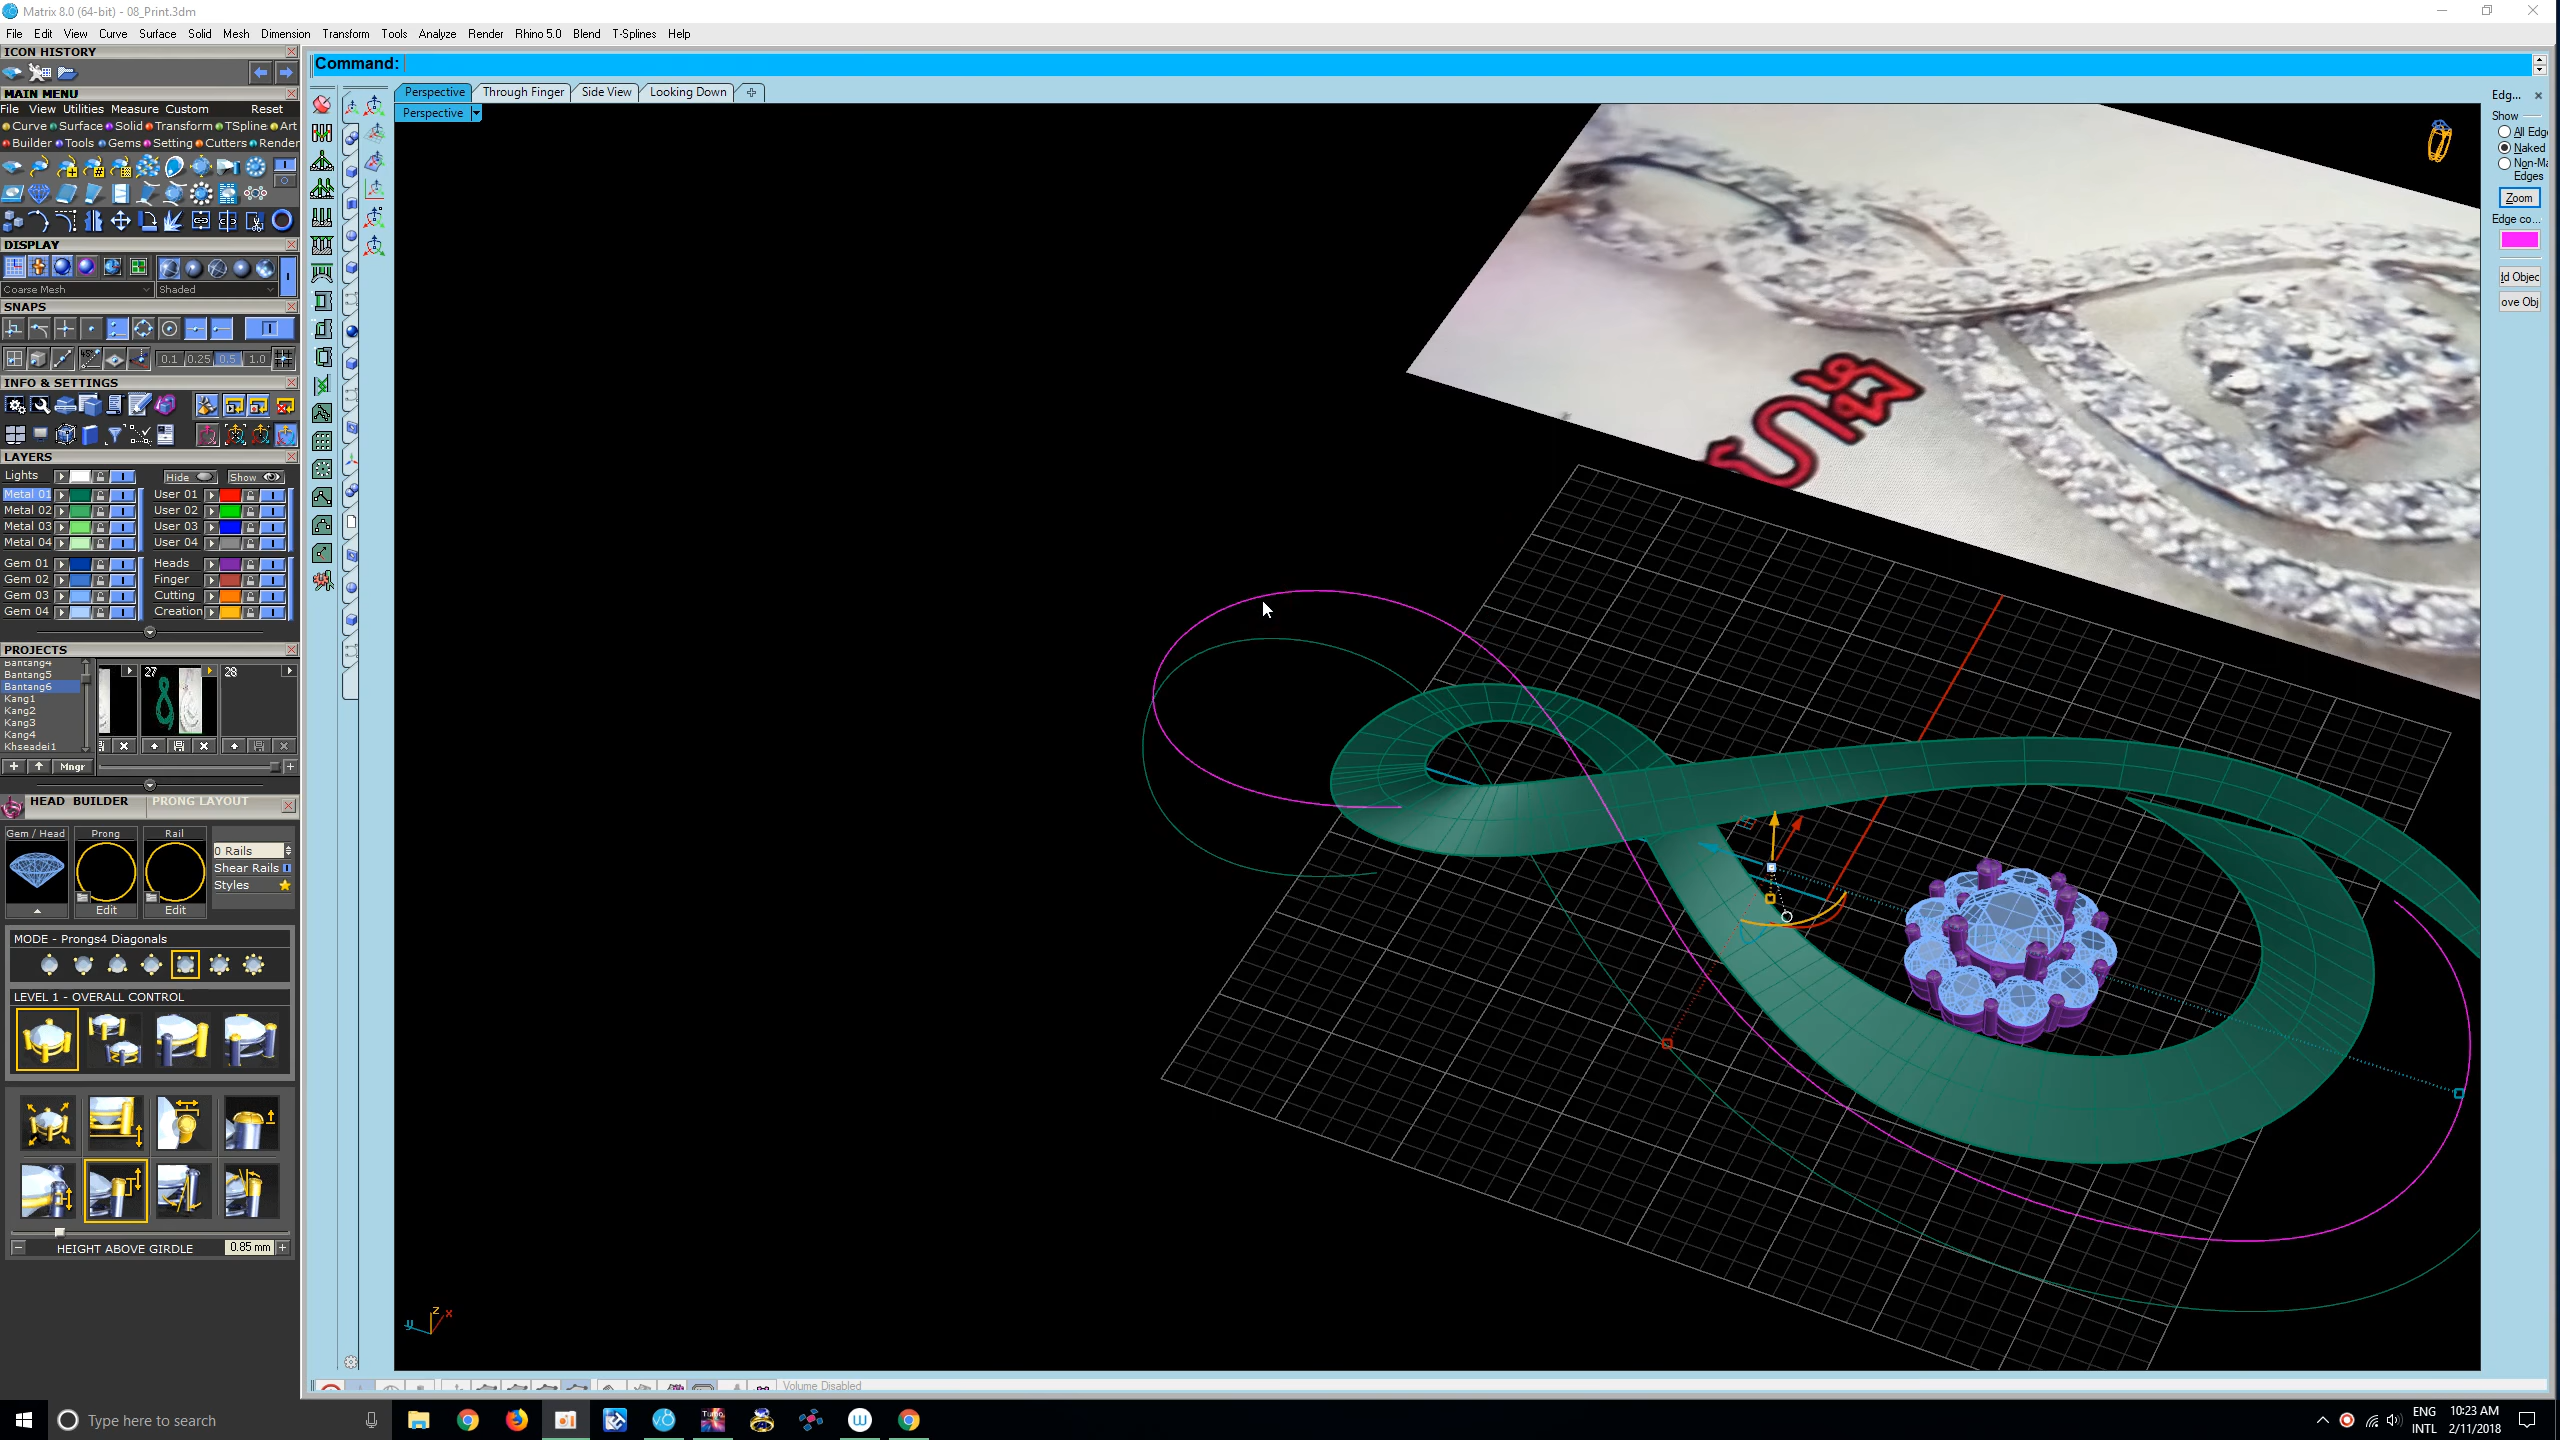 Matrix 8.0 (64-bit) - 08_Print.3dm
File Edit View Curve Surface Solid Mesh Dimension Transform Tools Analyze Render Rhino 5.0 Blend T-Splines Help
ICON HISTORY
Command:
MAIN MENU
File View Utilities Measure Custom Reset
Curve Surface Solid Transform TSpline Art
Builder Tools Gems Setting Cutters Render
Perspective Through Finger Side View Looking Down
Perspective
Edg...
Show
All Edg
Naked
Non-Ma
Edges
Zoom
Edge co...
ld Objec
ove Obj
DISPLAY
Coarse Mesh Shaded
SNAPS
0.1 0.25 0.5 1.0
INFO & SETTINGS
LAYERS
Lights Hide Show
Metal 01 User 01
Metal 02 User 02
Metal 03 User 03
Metal 04 User 04
Gem 01 Heads
Gem 02 Finger
Gem 03 Cutting
Gem 04 Creation
PROJECTS
Bantang4
Bantang5
Bantang6
Kang1
Kang2
Kang3
Kang4
Khseadei1
27 28
Mngr
HEAD BUILDER PRONG LAYOUT
Gem / Head Prong Rail
0 Rails
Shear Rails
Styles
Edit Edit
MODE - Prongs4 Diagonals
LEVEL 1 - OVERALL CONTROL
HEIGHT ABOVE GIRDLE 0.85 mm
z x
y
Volume Disabled
Type here to search
ENG
INTL
10:23 AM
2/11/2018